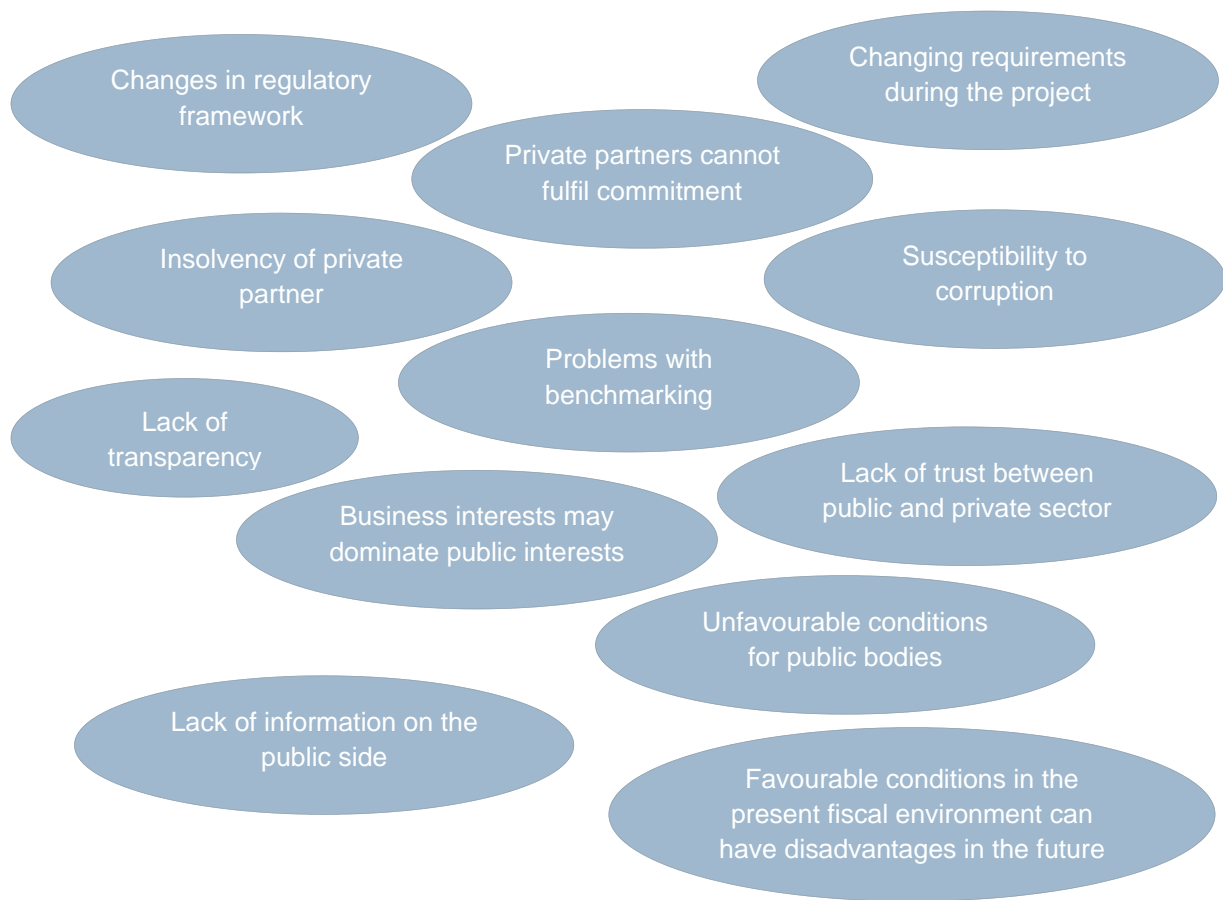 Changes in regulatory
framework
Changing requirements
during the project
Private partners cannot
fulfil commitment
Insolvency of private
partner
Susceptibility to
corruption
Problems with
benchmarking
Lack of
transparency
Lack of trust between
public and private sector
Business interests may
dominate public interests
Unfavourable conditions
for public bodies
Lack of information on the
public side
Favourable conditions in the
present fiscal environment can
have disadvantages in the future